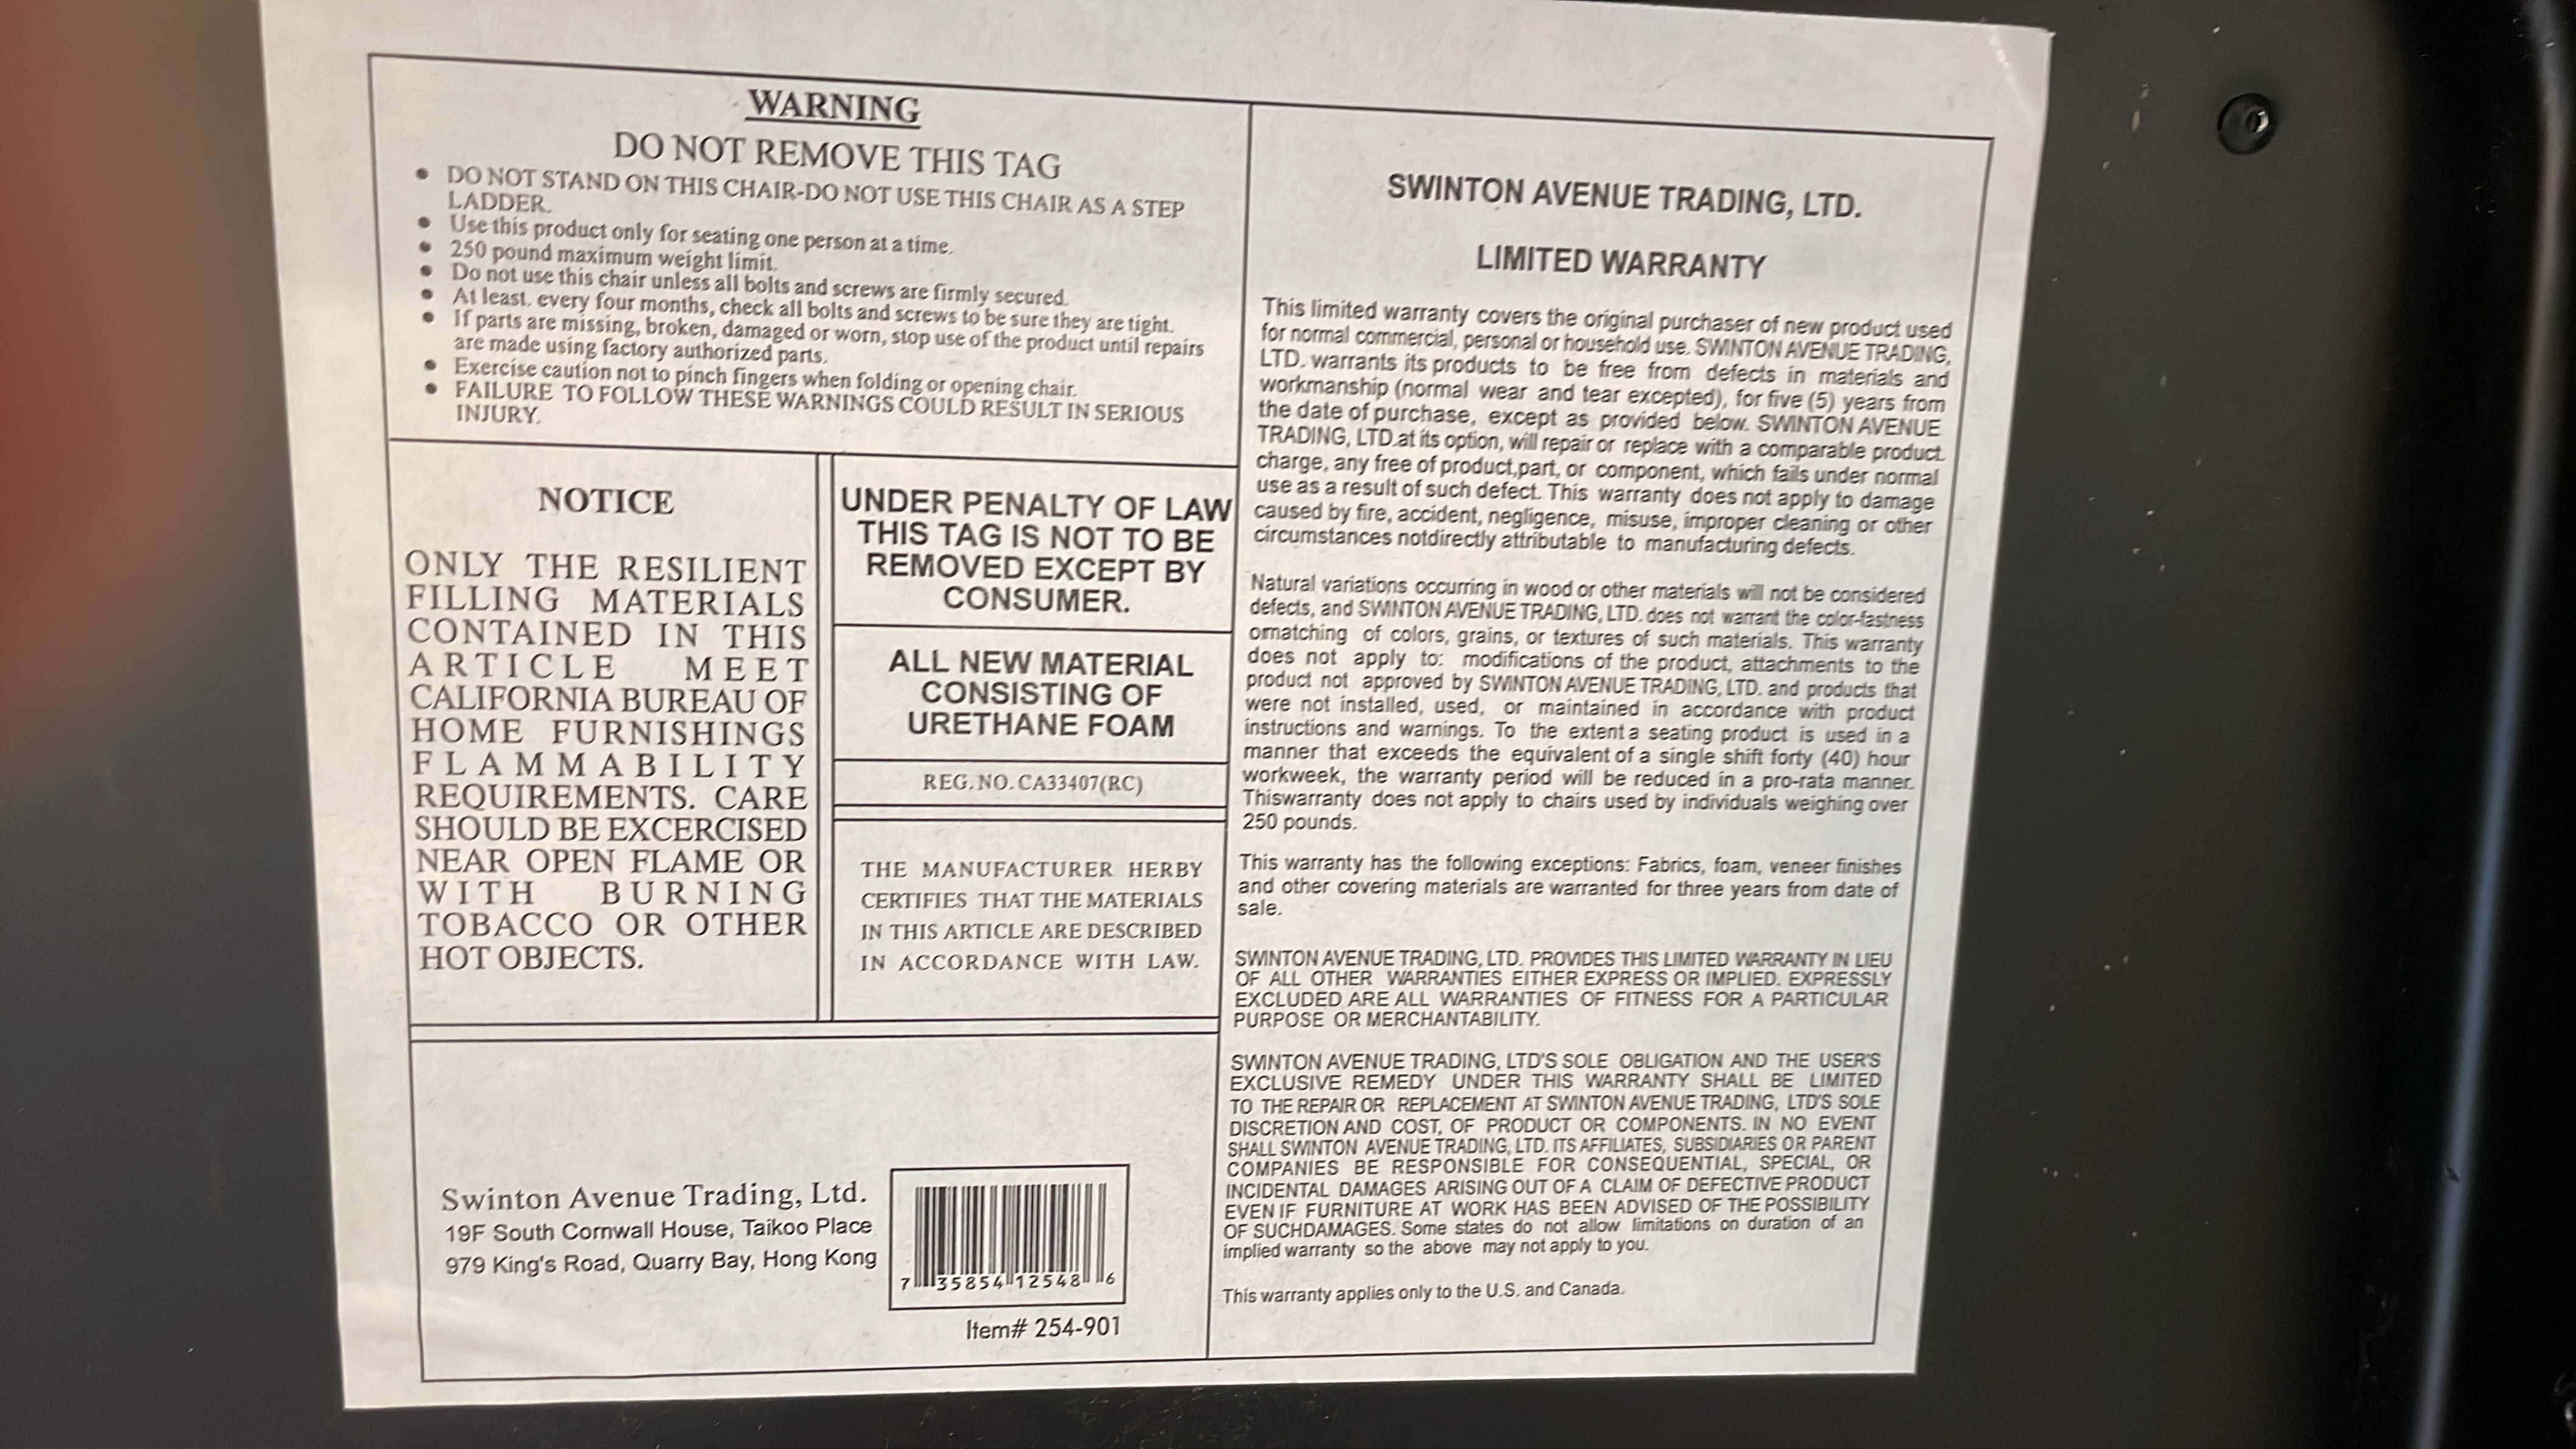 WARNING
DO NOT REMOVE THIS TAG
● DO NOT STAND ON THIS CHAIR-DO NOT USE THIS CHAIR AS A STEP
LADDER.
● Use this product only for seating one person at a time.
● 250 pound maximum weight limit.
● Do not use this chair unless all bolts and screws are firmly secured.
● At least, every four months, check all bolts and screws to be sure they are tight.
● If parts are missing, broken, damaged or worn, stop use of the product until repairs
are made using factory authorized parts.
● Exercise caution not to pinch fingers when folding or opening chair.
● FAILURE TO FOLLOW THESE WARNINGS COULD RESULT IN SERIOUS
INJURY.
NOTICE
ONLY THE RESILIENT
FILLING MATERIALS
CONTAINED IN THIS
ARTICLE MEET
CALIFORNIA BUREAU OF
HOME FURNISHINGS
FLAMMABILITY
REQUIREMENTS. CARE
SHOULD BE EXCERCISED
NEAR OPEN FLAME OR
WITH BURNING
TOBACCO OR OTHER
HOT OBJECTS.
UNDER PENALTY OF LAW
THIS TAG IS NOT TO BE
REMOVED EXCEPT BY
CONSUMER.
ALL NEW MATERIAL
CONSISTING OF
URETHANE FOAM
REG. NO. CA33407(RC)
THE MANUFACTURER HERBY
CERTIFIES THAT THE MATERIALS
IN THIS ARTICLE ARE DESCRIBED
IN ACCORDANCE WITH LAW.
Swinton Avenue Trading, Ltd.
19F South Cornwall House, Taikoo Place
979 King's Road, Quarry Bay, Hong Kong
7 35854 12548 6
Item# 254-901
SWINTON AVENUE TRADING, LTD.
LIMITED WARRANTY
This limited warranty covers the original purchaser of new product used
for normal commercial, personal or household use. SWINTON AVENUE TRADING,
LTD. warrants its products to be free from defects in materials and
workmanship (normal wear and tear excepted), for five (5) years from
the date of purchase, except as provided below. SWINTON AVENUE
TRADING, LTD.at its option, will repair or replace with a comparable product.
charge, any free of product,part, or component, which fails under normal
use as a result of such defect. This warranty does not apply to damage
caused by fire, accident, negligence, misuse, improper cleaning or other
circumstances notdirectly attributable to manufacturing defects.
Natural variations occurring in wood or other materials will not be considered
defects, and SWINTON AVENUE TRADING, LTD. does not warrant the color-fastness
ornatching of colors, grains, or textures of such materials. This warranty
does not apply to: modifications of the product, attachments to the
product not approved by SWINTON AVENUE TRADING, LTD. and products that
were not installed, used, or maintained in accordance with product
instructions and warnings. To the extent a seating product is used in a
manner that exceeds the equivalent of a single shift forty (40) hour
workweek, the warranty period will be reduced in a pro-rata manner.
Thiswarranty does not apply to chairs used by individuals weighing over
250 pounds.
This warranty has the following exceptions: Fabrics, foam, veneer finishes
and other covering materials are warranted for three years from date of
sale.
SWINTON AVENUE TRADING, LTD. PROVIDES THIS LIMITED WARRANTY IN LIEU
OF ALL OTHER WARRANTIES EITHER EXPRESS OR IMPLIED. EXPRESSLY
EXCLUDED ARE ALL WARRANTIES OF FITNESS FOR A PARTICULAR
PURPOSE OR MERCHANTABILITY.
SWINTON AVENUE TRADING, LTD'S SOLE OBLIGATION AND THE USER'S
EXCLUSIVE REMEDY UNDER THIS WARRANTY SHALL BE LIMITED
TO THE REPAIR OR REPLACEMENT AT SWINTON AVENUE TRADING, LTD'S SOLE
DISCRETION AND COST, OF PRODUCT OR COMPONENTS. IN NO EVENT
SHALL SWINTON AVENUE TRADING, LTD. ITS AFFILIATES, SUBSIDIARIES OR PARENT
COMPANIES BE RESPONSIBLE FOR CONSEQUENTIAL, SPECIAL, OR
INCIDENTAL DAMAGES ARISING OUT OF A CLAIM OF DEFECTIVE PRODUCT
EVEN IF FURNITURE AT WORK HAS BEEN ADVISED OF THE POSSIBILITY
OF SUCHDAMAGES. Some states do not allow limitations on duration of an
implied warranty so the above may not apply to you.
This warranty applies only to the U.S. and Canada.